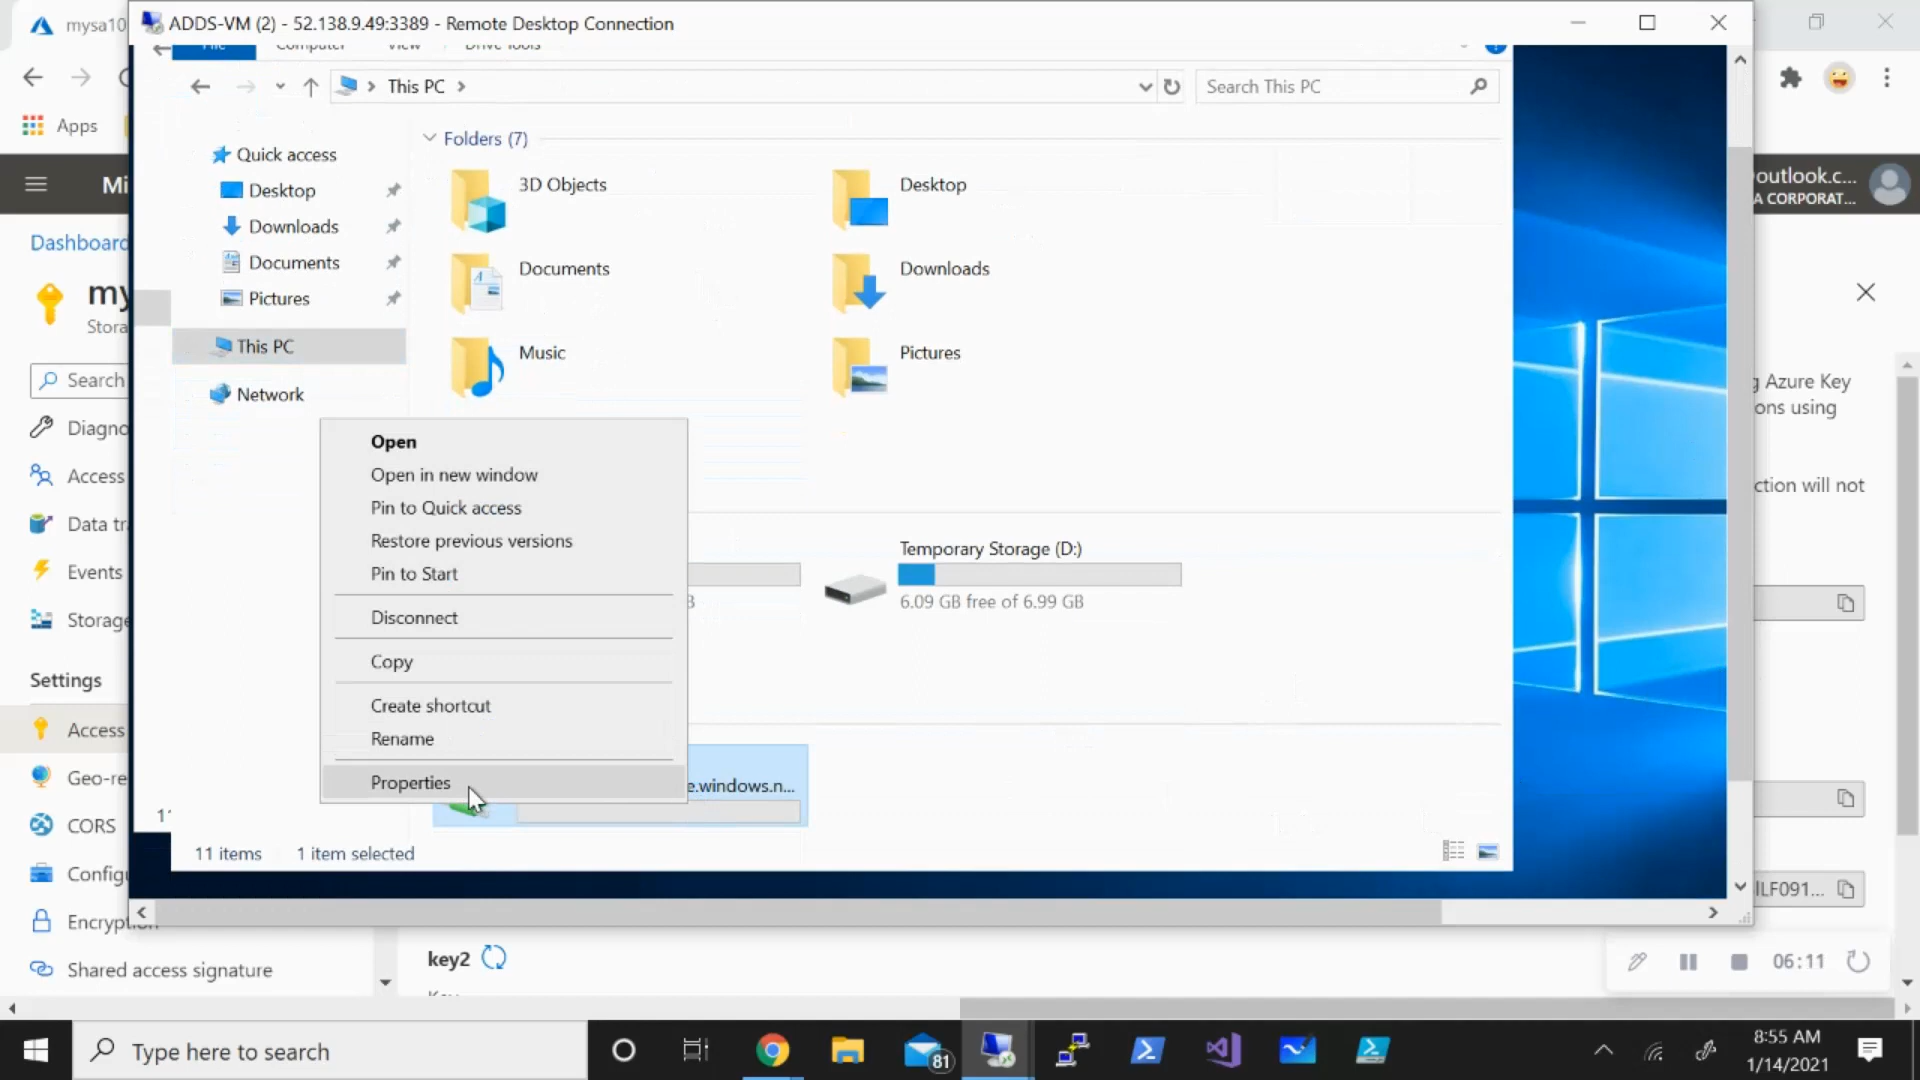 mysa10
ADDS-VM (2) - 52.138.9.49:3389 - Remote Desktop Connection
File
Computer
View
Drive Tools
This PC
Search This PC
Apps
Folders (7)
Quick access
Desktop
Downloads
Documents
Pictures
This PC
Network
3D Objects
Desktop
Documents
Downloads
Music
Pictures
Mi
outlook.c...
A CORPORAT...
Dashboard
my
Stora
Search
Diagno
Access
Data tr
Events
Storage
Settings
Access
Geo-re
CORS
Config
Encryption
Shared access signature
g Azure Key
ons using
ction will not
Open
Open in new window
Pin to Quick access
Restore previous versions
Pin to Start
Disconnect
Copy
Create shortcut
Rename
Properties
Temporary Storage (D:)
6.09 GB free of 6.99 GB
e.windows.n...
11 items
1 item selected
ILF091...
key2
Key
06:11
Type here to search
81
8:55 AM
1/14/2021